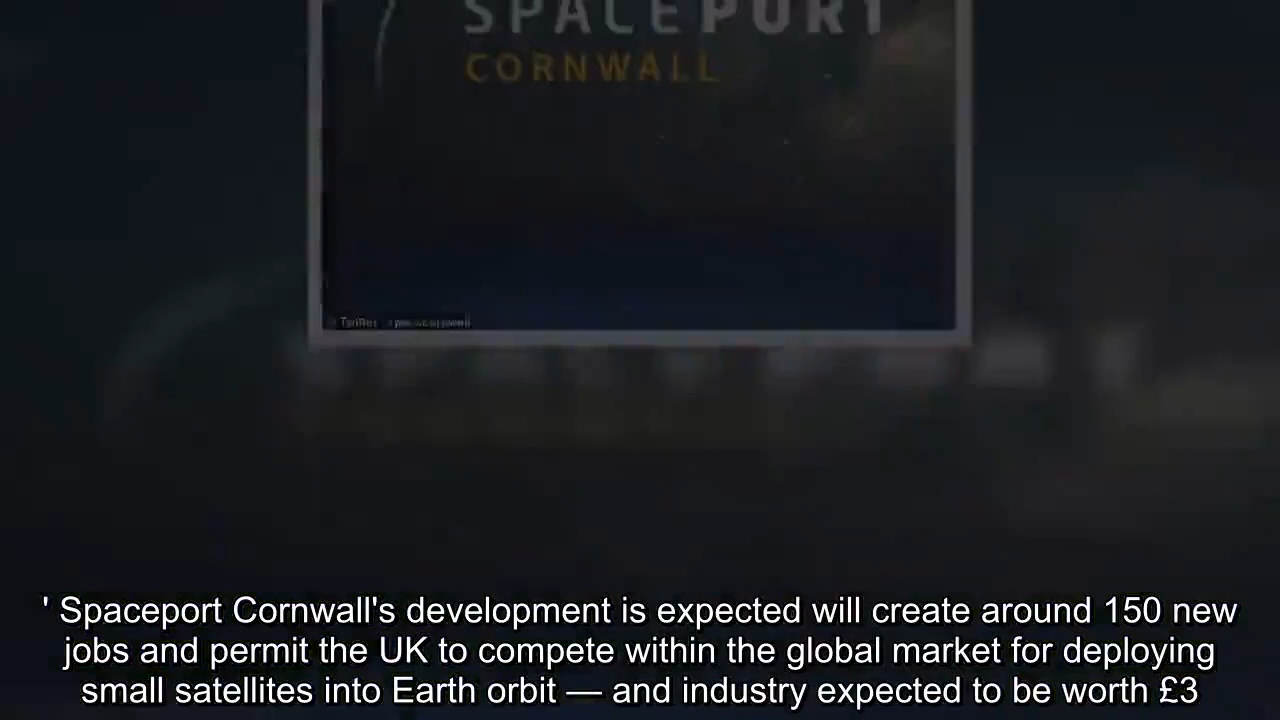 SPACEPORT
CORNWALL
' Spaceport Cornwall's development is expected will create around 150 new
jobs and permit the UK to compete within the global market for deploying
small satellites into Earth orbit — and industry expected to be worth £3